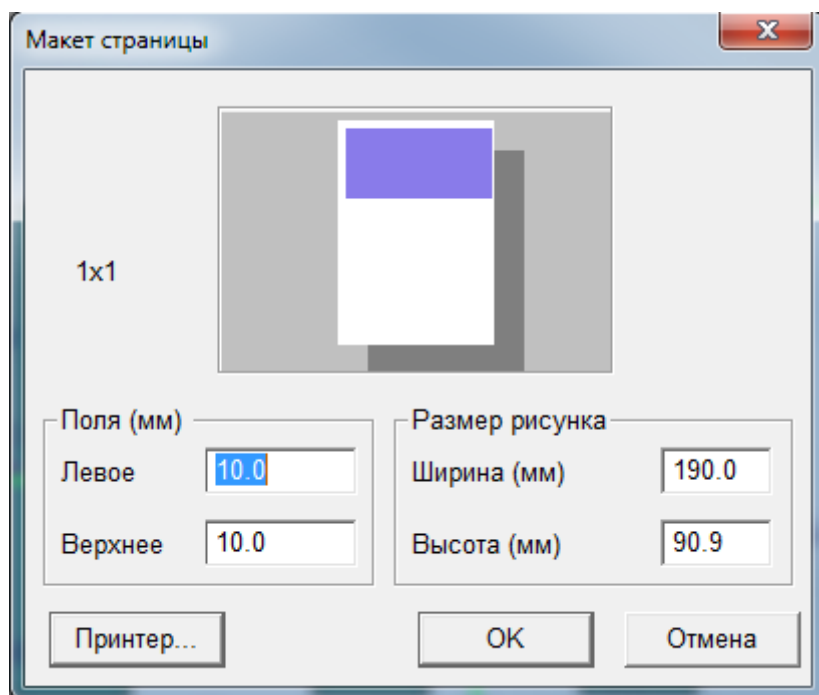 Макет страницы
1x1
Поля (мм)
Левое 10.0
Верхнее 10.0
Размер рисунка
Ширина (мм) 190.0
Высота (мм) 90.9
Принтер... OK Отмена